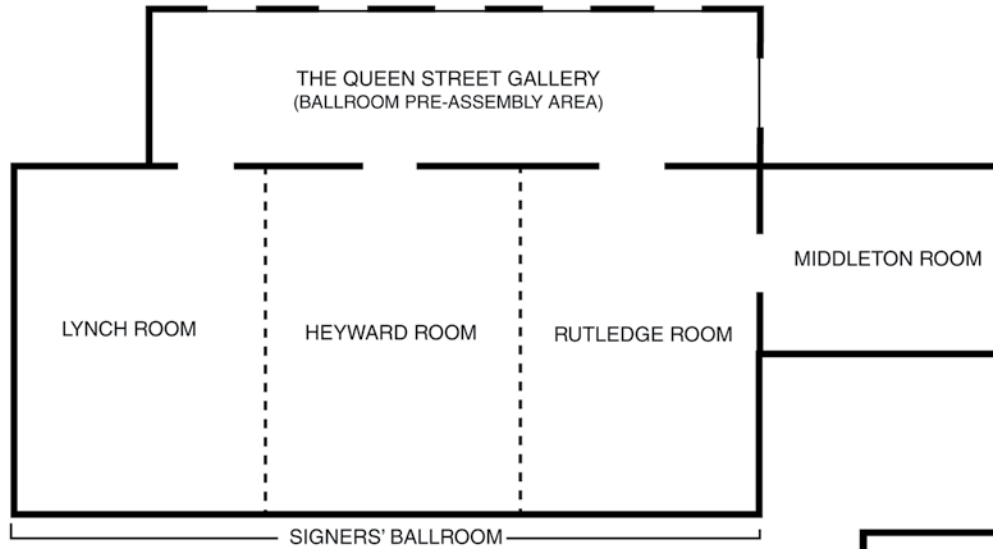 THE QUEEN STREET GALLERY
(BALLROOM PRE-ASSEMBLY AREA)
MIDDLETON ROOM
LYNCH ROOM
HEYWARD ROOM
RUTLEDGE ROOM
SIGNERS' BALLROOM